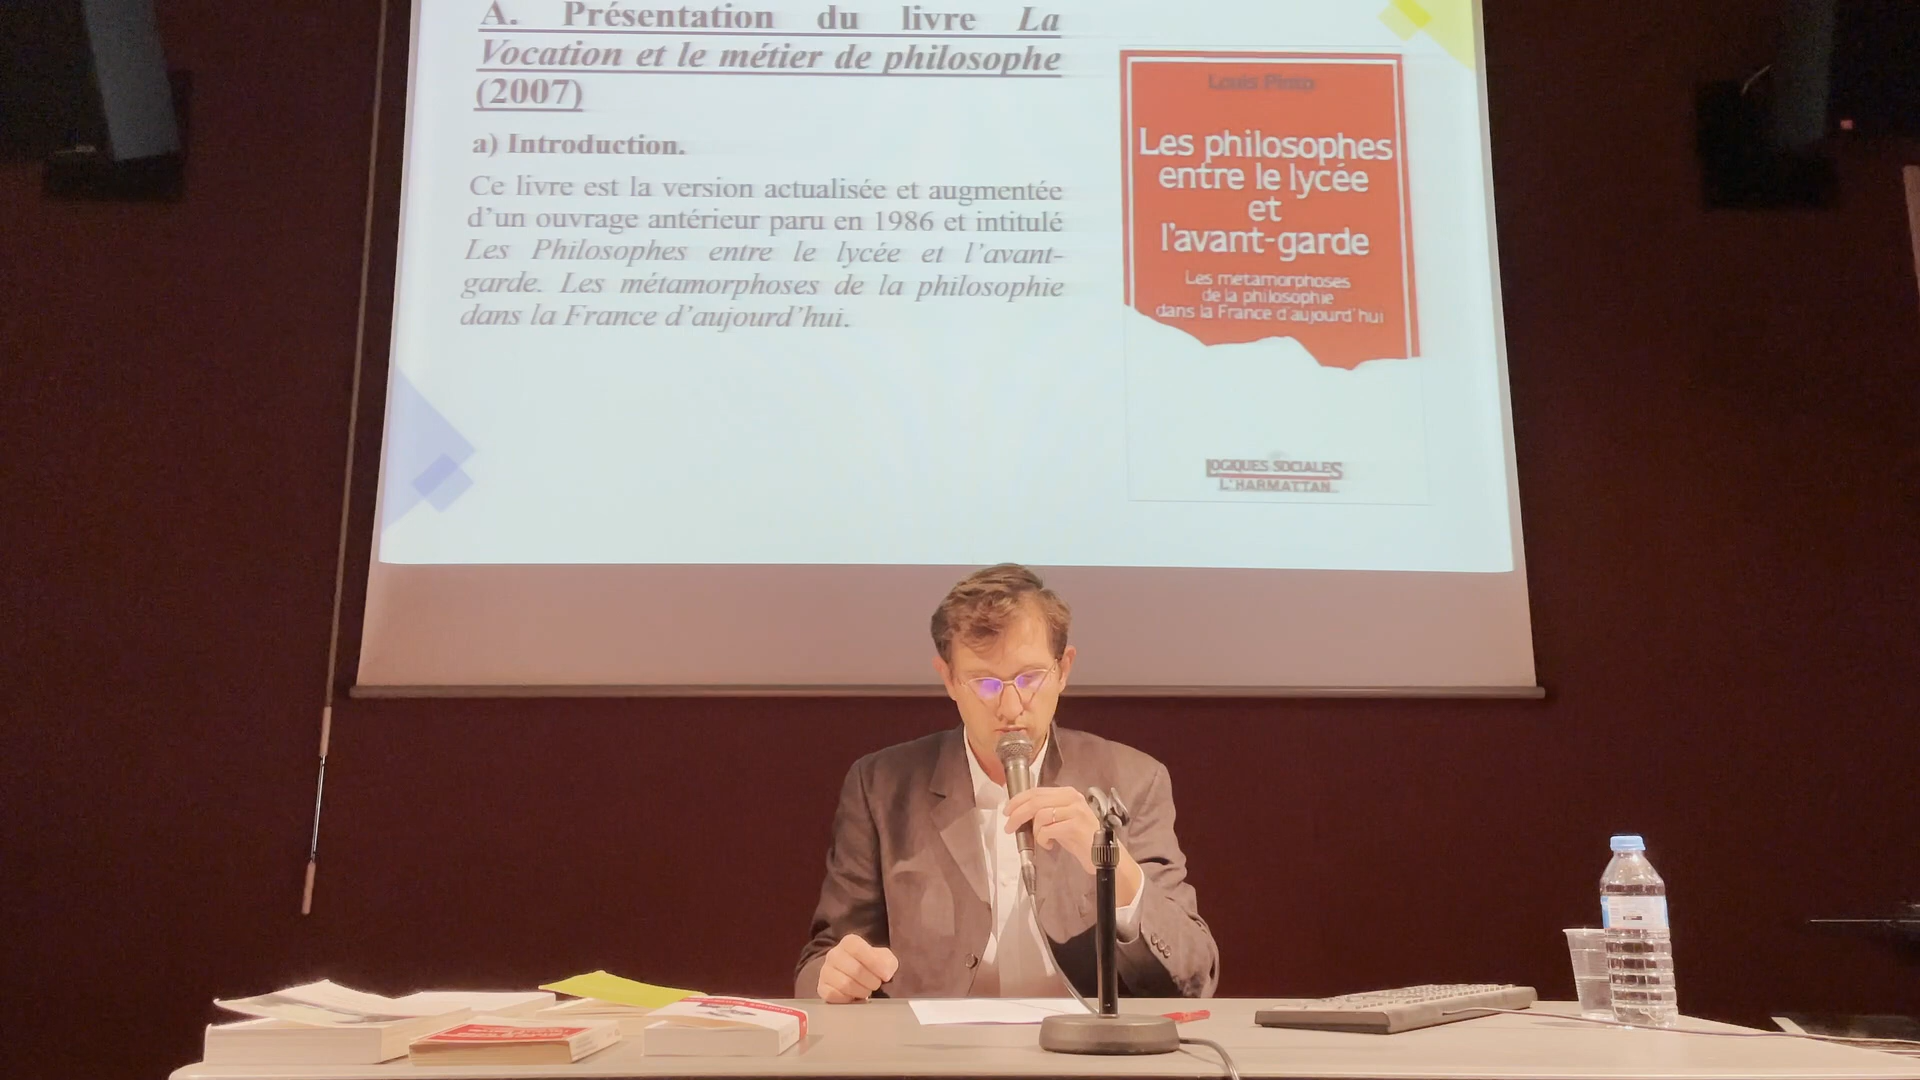 A. Présentation du livre La
Vocation et le métier de philosophe
(2007)
a) Introduction.
Ce livre est la version actualisée et augmentée
d'un ouvrage antérieur paru en 1986 et intitulé
Les Philosophes entre le lycée et l'avant-
garde. Les métamorphoses de la philosophie
dans la France d'aujourd'hui.
Louis Pinto
Les philosophes
entre le lycée
et
l'avant-garde
Les métamorphoses
de la philosophie
dans la France d'aujourd'hui
LOGIQUES SOCIALES
L'HARMATTAN